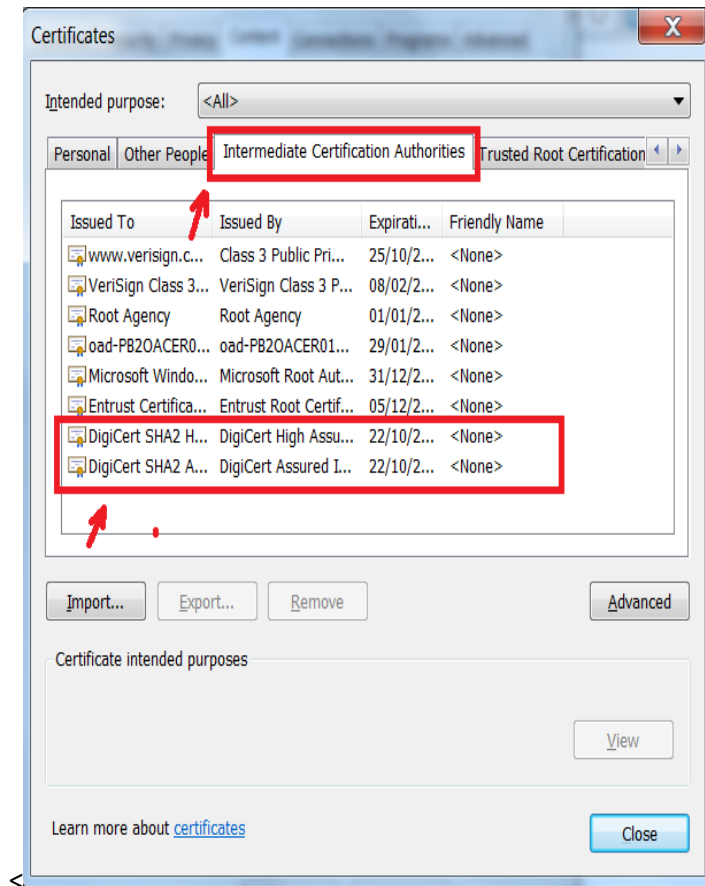 Certificates
X
Intended purpose: <All>
Personal Other People Intermediate Certification Authorities Trusted Root Certification
Issued To Issued By Expirati... Friendly Name
www.verisign.c... Class 3 Public Pri... 25/10/2... <None>
VeriSign Class 3... VeriSign Class 3 P... 08/02/2... <None>
Root Agency Root Agency 01/01/2... <None>
oad-PB2OACER0... oad-PB2OACER01... 29/01/2... <None>
Microsoft Windo... Microsoft Root Aut... 31/12/2... <None>
Entrust Certifica... Entrust Root Certif... 05/12/2... <None>
DigiCert SHA2 H... DigiCert High Assu... 22/10/2... <None>
DigiCert SHA2 A... DigiCert Assured I... 22/10/2... <None>
Import... Export... Remove Advanced
Certificate intended purposes
View
Learn more about certificates
Close
<